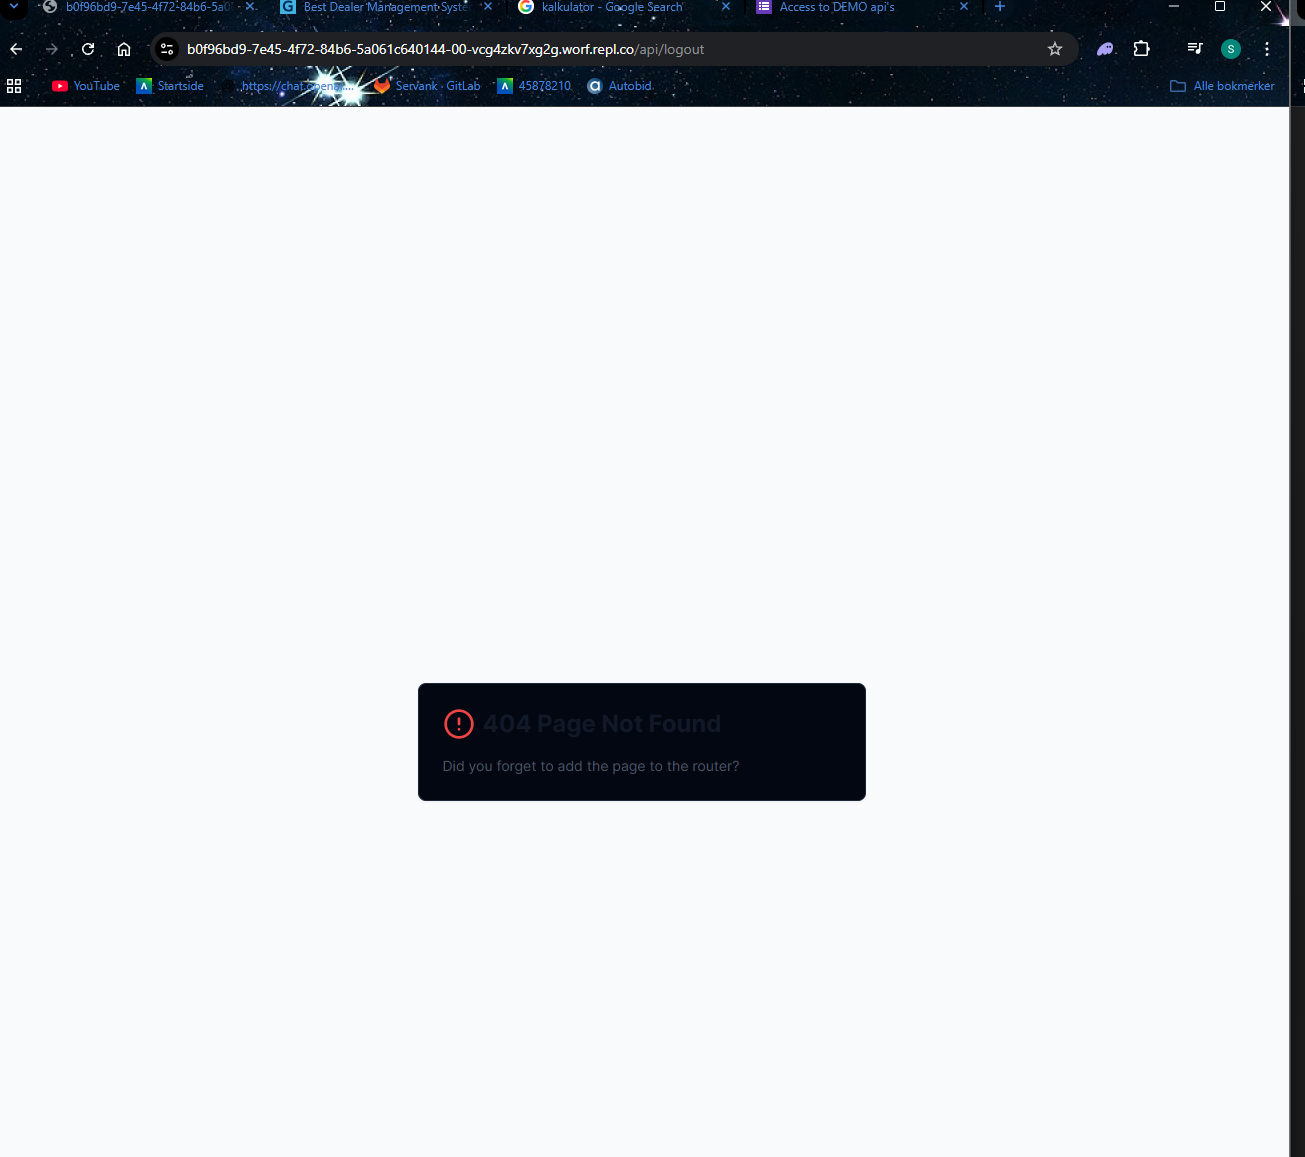 b0f96bd9-7e45-4f72-84b6-5a0
Best Dealer Management Syste
kalkulator - Google Search
Access to DEMO api's
b0f96bd9-7e45-4f72-84b6-5a061c640144-00-vcg4zkv7xg2g.worf.repl.co/api/logout
S
YouTube
Startside
https://chat.openai....
Servank · GitLab
45878210
Autobid
Alle bokmerker
404 Page Not Found
Did you forget to add the page to the router?